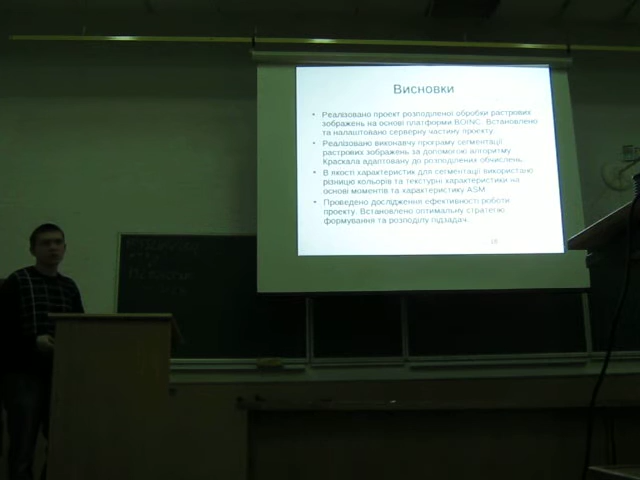 Висновки
• Реалізовано проект розподіленої обробки растрових
зображень на основі платформи BOINC. Встановлено
та налаштовано серверну частину проекту.
• Реалізовано виконавчу програму сегментації
растрових зображень за допомогою алгоритму
Краскала адаптовану до розподілених обчислень.
• В якості характеристик для сегментації використано
різницю кольорів та текстурні характеристики на
основі моментів та характеристику ASM
• Проведено дослідження ефективності роботи
проекту. Встановлено оптимальну стратегію
формування та розподілу підзадач.